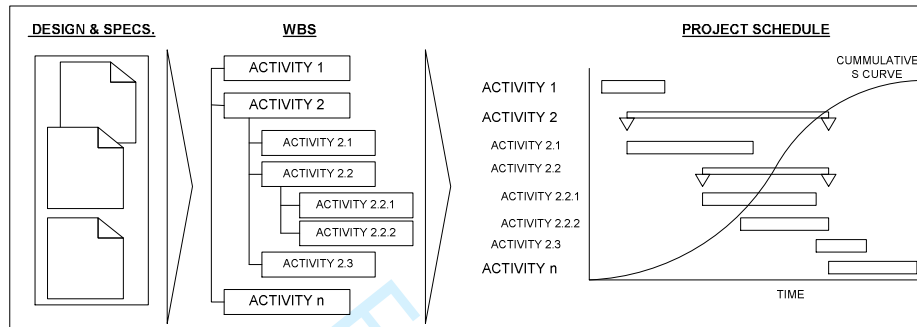 DESIGN & SPECS.
WBS
ACTIVITY 1
ACTIVITY 2
ACTIVITY 2.1
ACTIVITY 2.2
ACTIVITY 2.2.1
ACTIVITY 2.2.2
ACTIVITY 2.3
ACTIVITY n
PROJECT SCHEDULE
CUMMULATIVE
S CURVE
ACTIVITY 1
ACTIVITY 2
ACTIVITY 2.1
ACTIVITY 2.2
ACTIVITY 2.2.1
ACTIVITY 2.2.2
ACTIVITY 2.3
ACTIVITY n
TIME